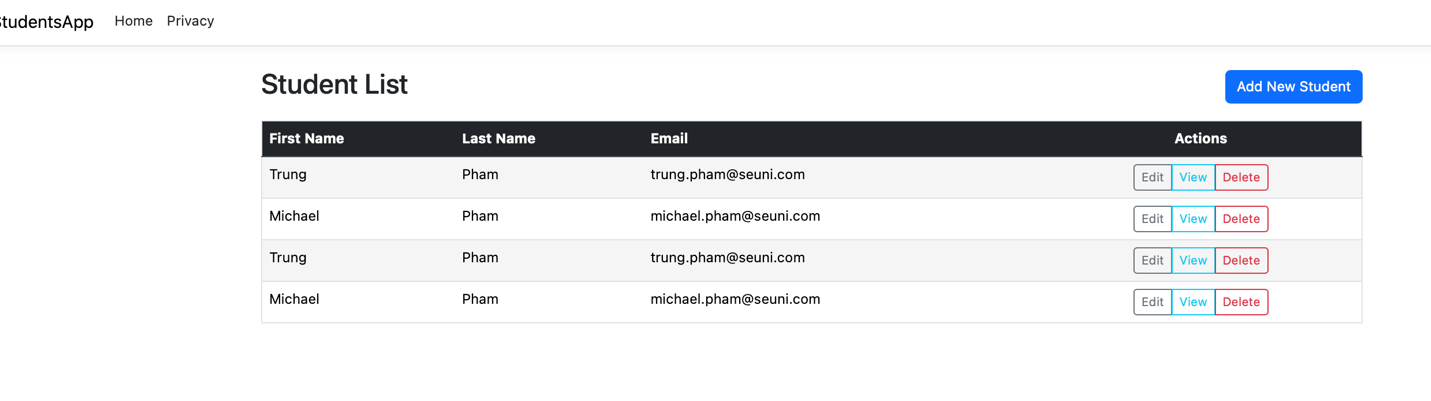 StudentsApp Home Privacy
Student List
Add New Student
First Name Last Name Email Actions
Trung Pham trung.pham@seuni.com Edit View Delete
Michael Pham michael.pham@seuni.com Edit View Delete
Trung Pham trung.pham@seuni.com Edit View Delete
Michael Pham michael.pham@seuni.com Edit View Delete